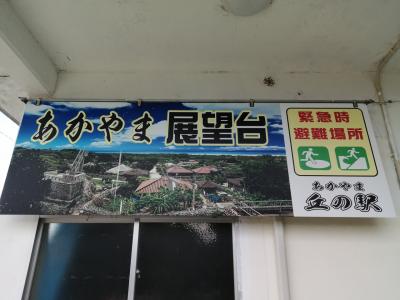 あかやま 展望台
緊急時
避難場所
あかやま
丘の駅